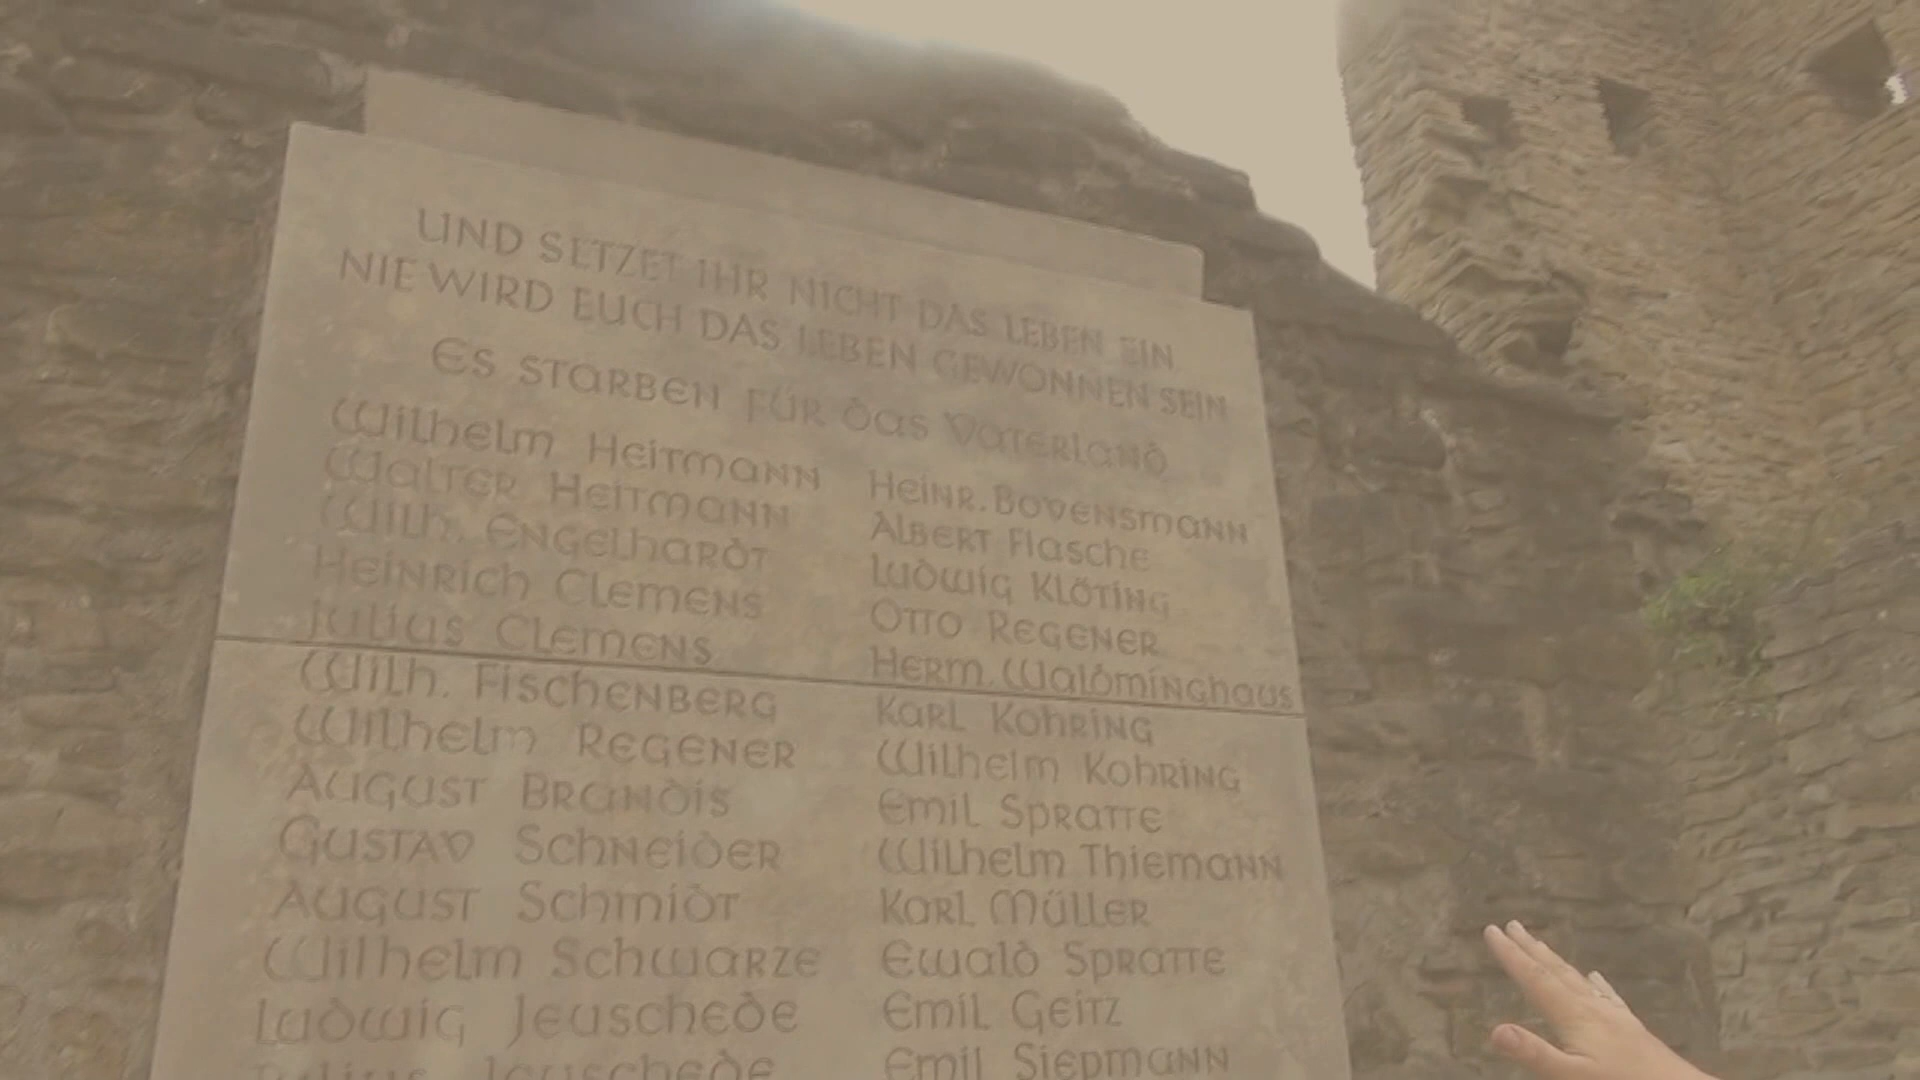 UND SETZET IHR NICHT DAS LEBEN EIN
NIE WIRD EUCH DAS LEBEN GEWONNEN SEIN
ES STARBEN FÜR DAS VATERLAND
Wilhelm Heitmann
Walter Heitmann
Wilh. Engelhardt
Heinrich Clemens
Julius Clemens
Wilh. Fischenberg
Wilhelm Regener
August Brandis
Gustav Schneider
August Schmidt
Wilhelm Schwarze
Ludwig Jeuschede
Julius Jeuschede
Heinr. Bovensmann
Albert Flasche
Ludwig Klöting
Otto Regener
Herm. Waldminghaus
Karl Kohring
Wilhelm Kohring
Emil Spratte
Wilhelm Thiemann
Karl Müller
Ewald Spratte
Emil Geitz
Emil Siepmann